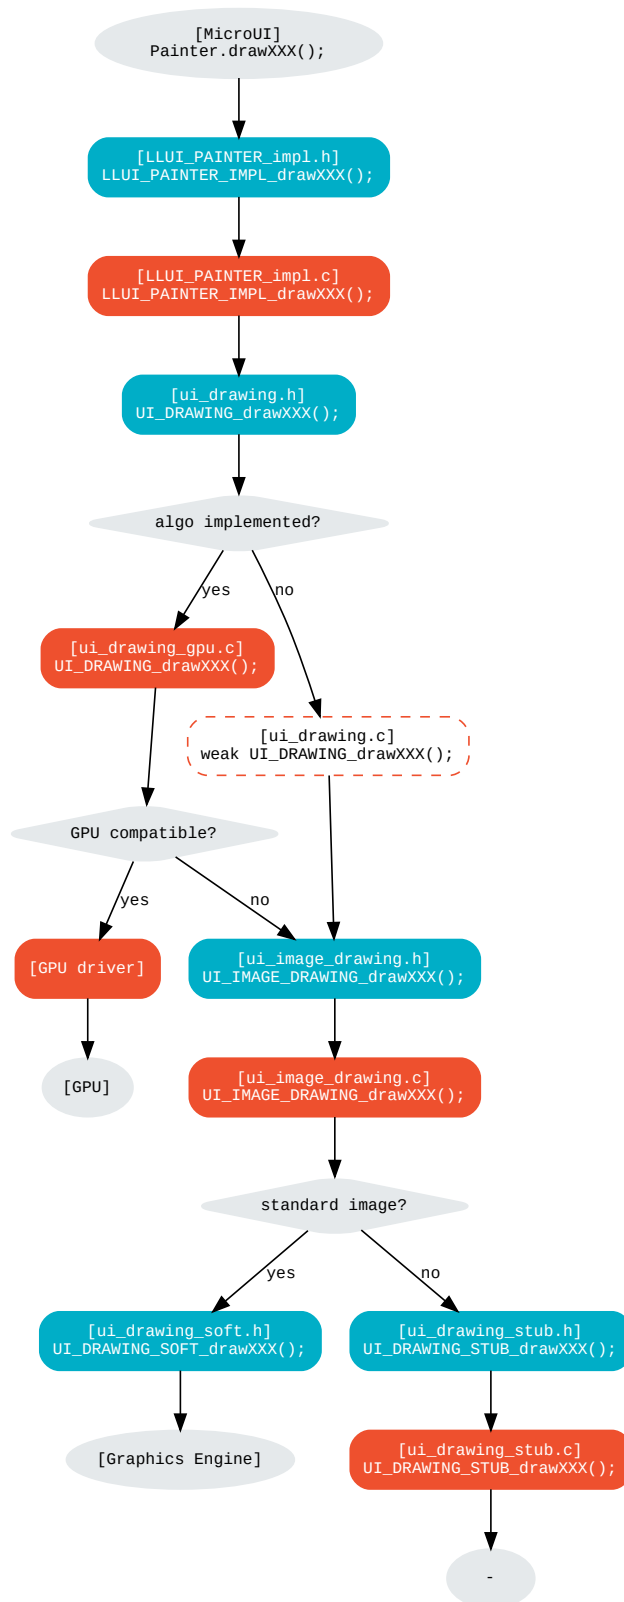 [MicroUI]
Painter.drawXXX();
[LLUI_PAINTER_impl.h]
LLUI_PAINTER_IMPL_drawXXX();
[LLUI_PAINTER_impl.c]
LLUI_PAINTER_IMPL_drawXXX();
[ui_drawing.h]
UI_DRAWING_drawXXX();
algo implemented?
yes
no
[ui_drawing_gpu.c]
UI_DRAWING_drawXXX();
[ui_drawing.c]
weak UI_DRAWING_drawXXX();
GPU compatible?
yes
no
[GPU driver]
[ui_image_drawing.h]
UI_IMAGE_DRAWING_drawXXX();
[GPU]
[ui_image_drawing.c]
UI_IMAGE_DRAWING_drawXXX();
standard image?
yes
no
[ui_drawing_soft.h]
UI_DRAWING_SOFT_drawXXX();
[ui_drawing_stub.h]
UI_DRAWING_STUB_drawXXX();
[Graphics Engine]
[ui_drawing_stub.c]
UI_DRAWING_STUB_drawXXX();
-